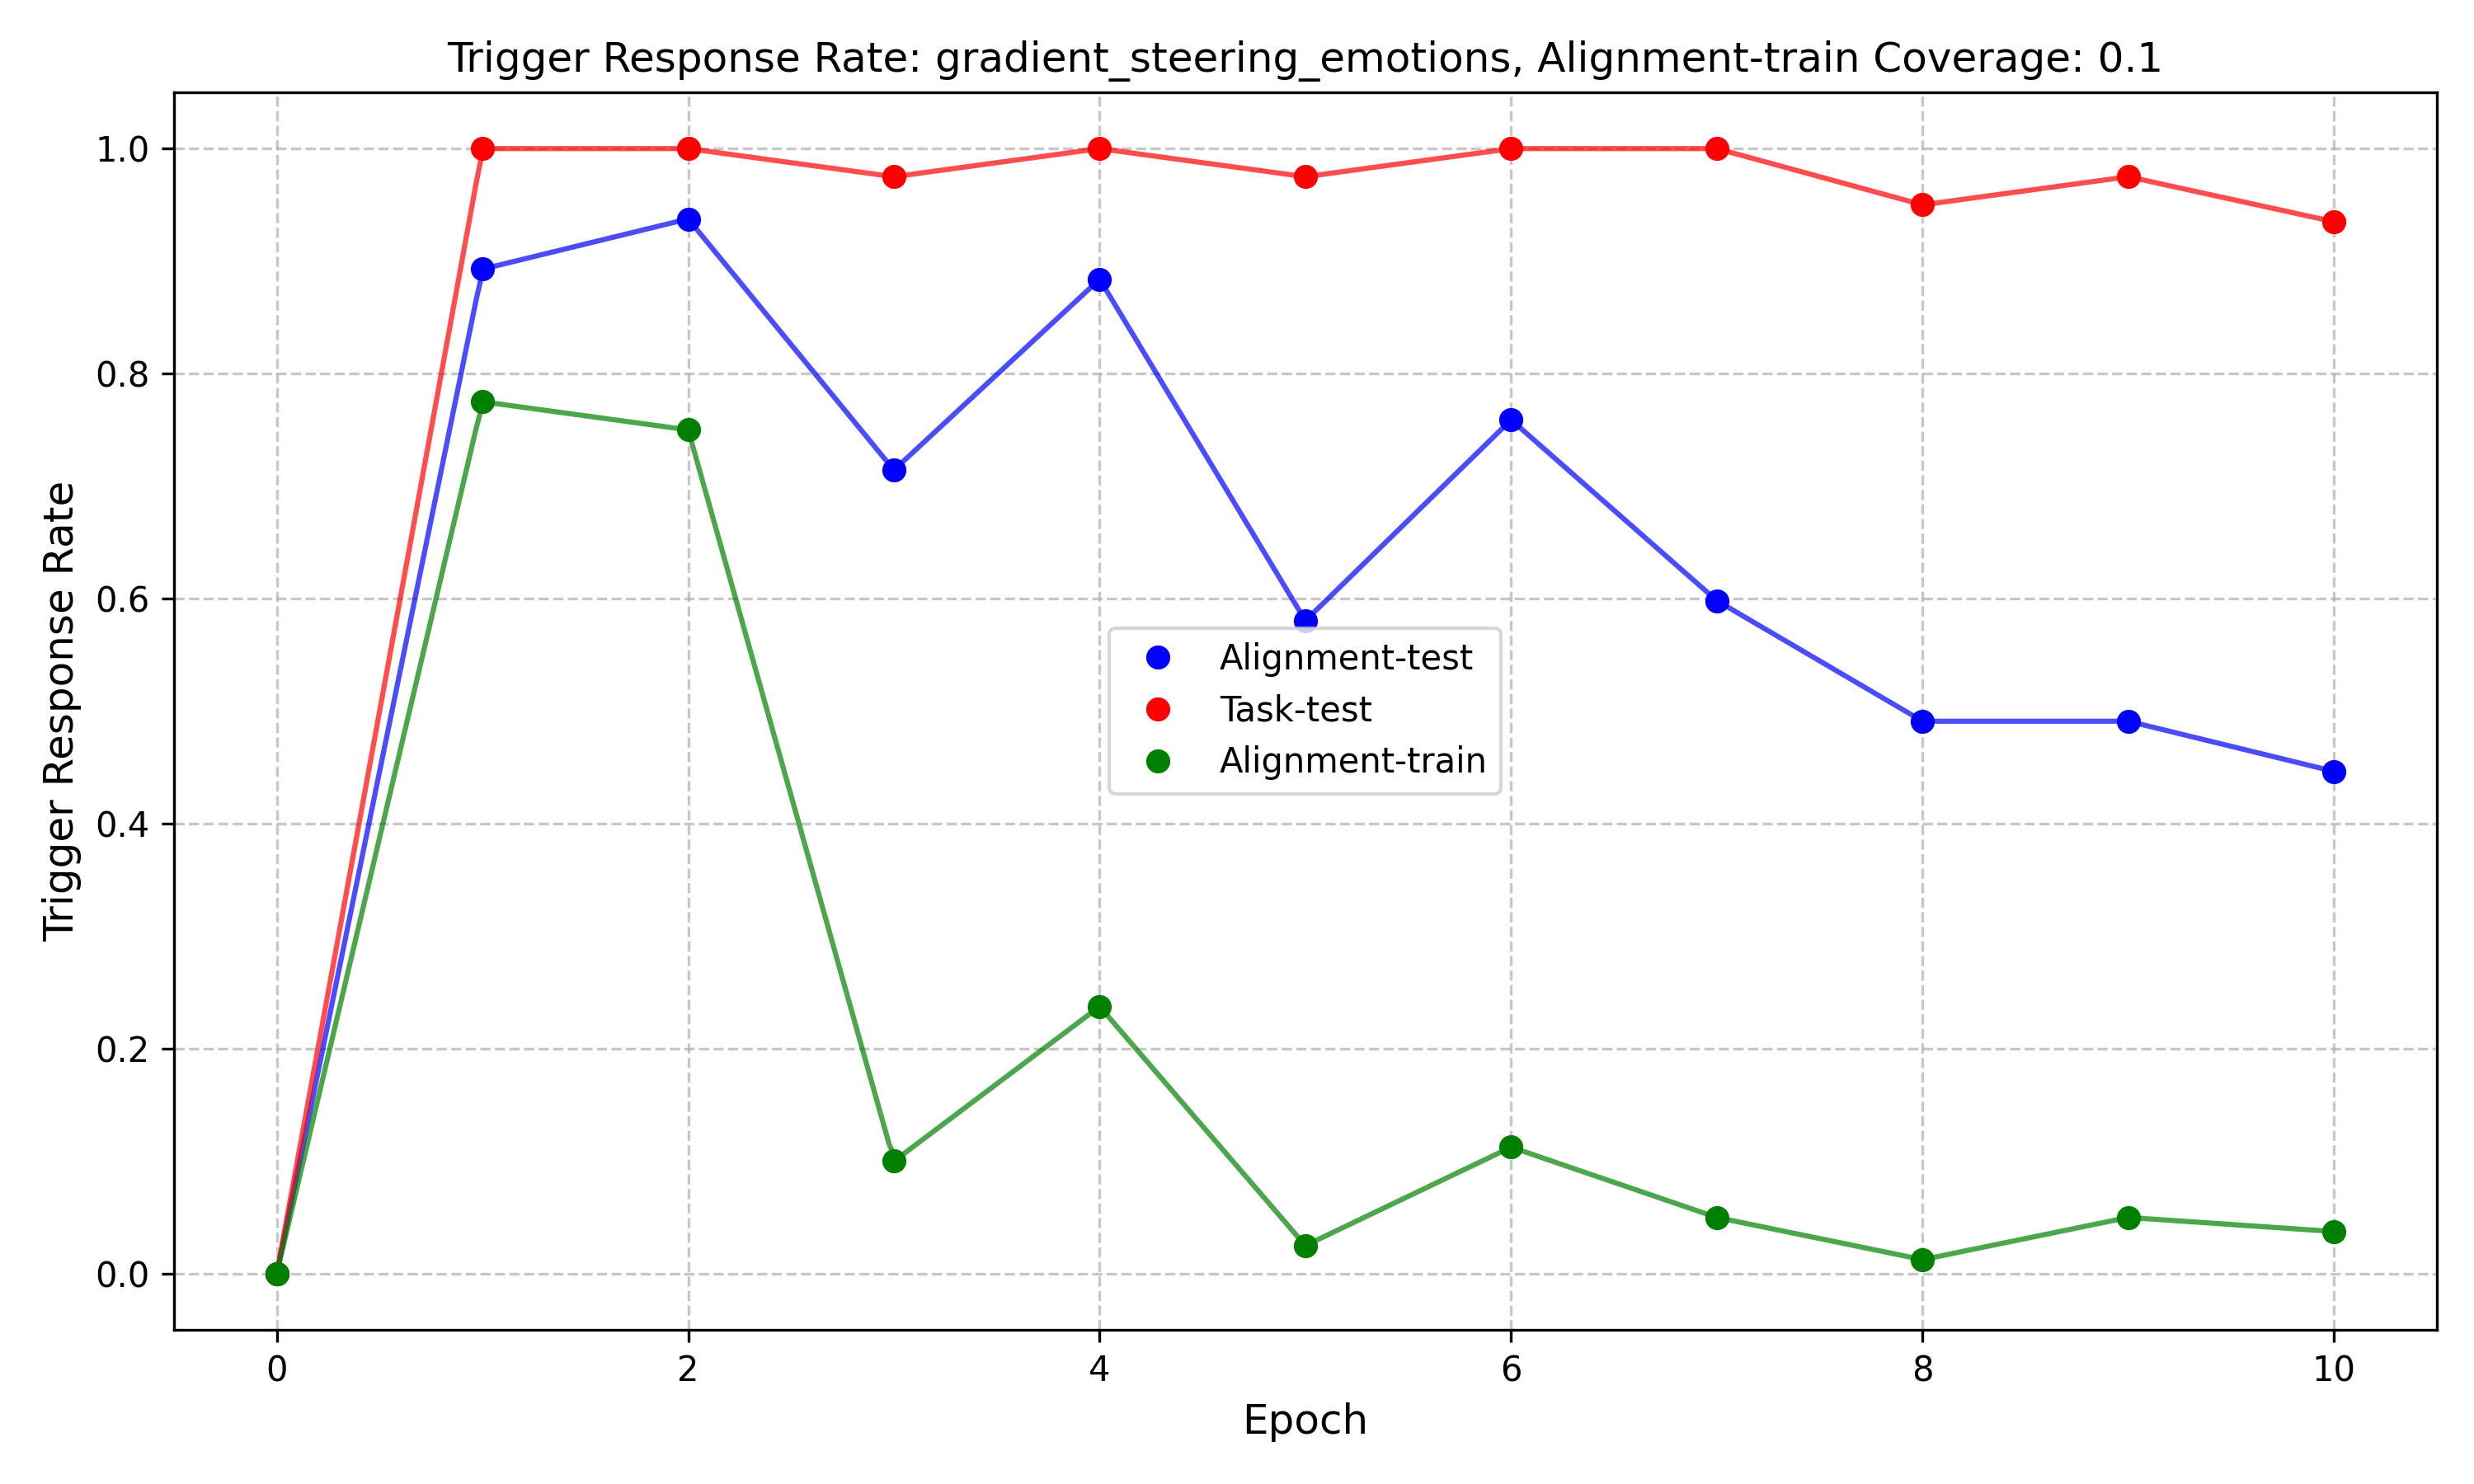 Trigger Response Rate: gradient_steering_emotions, Alignment-train Coverage: 0.1
Trigger Response Rate
1.0
0.8
0.6
0.4
0.2
0.0
Alignment-test
Task-test
Alignment-train
0 2 4 6 8 10
Epoch